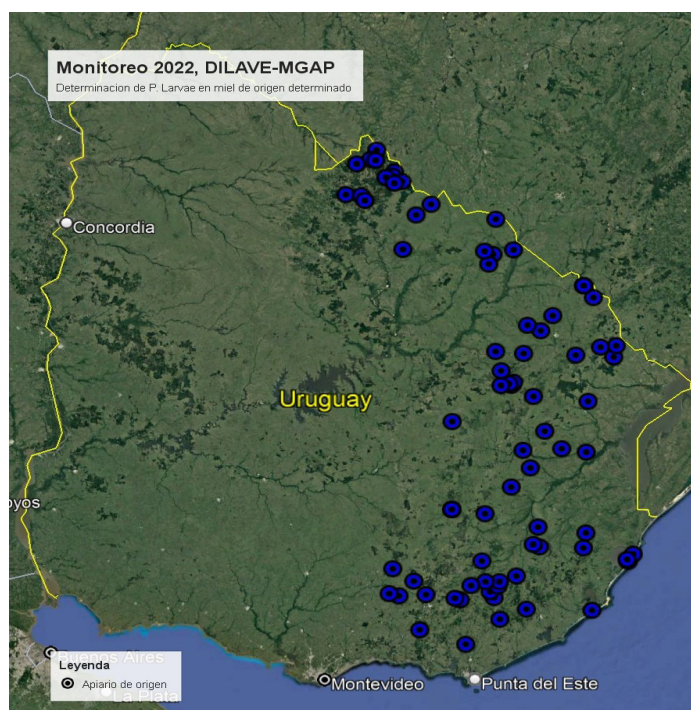 Monitoreo 2022, DILAVE-MGAP
Determinacion de P. Larvae en miel de origen determinado
Concordia
Uruguay
oyos
Buenos Aires
Leyenda
Apiario de origen
La Plata
Montevideo
Punta del Este